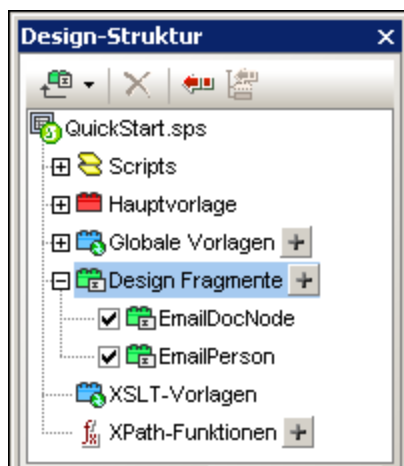 Design-Struktur
QuickStart.sps
Scripts
Hauptvorlage
Globale Vorlagen
Design Fragmente
EmailDocNode
EmailPerson
XSLT-Vorlagen
XPath-Funktionen